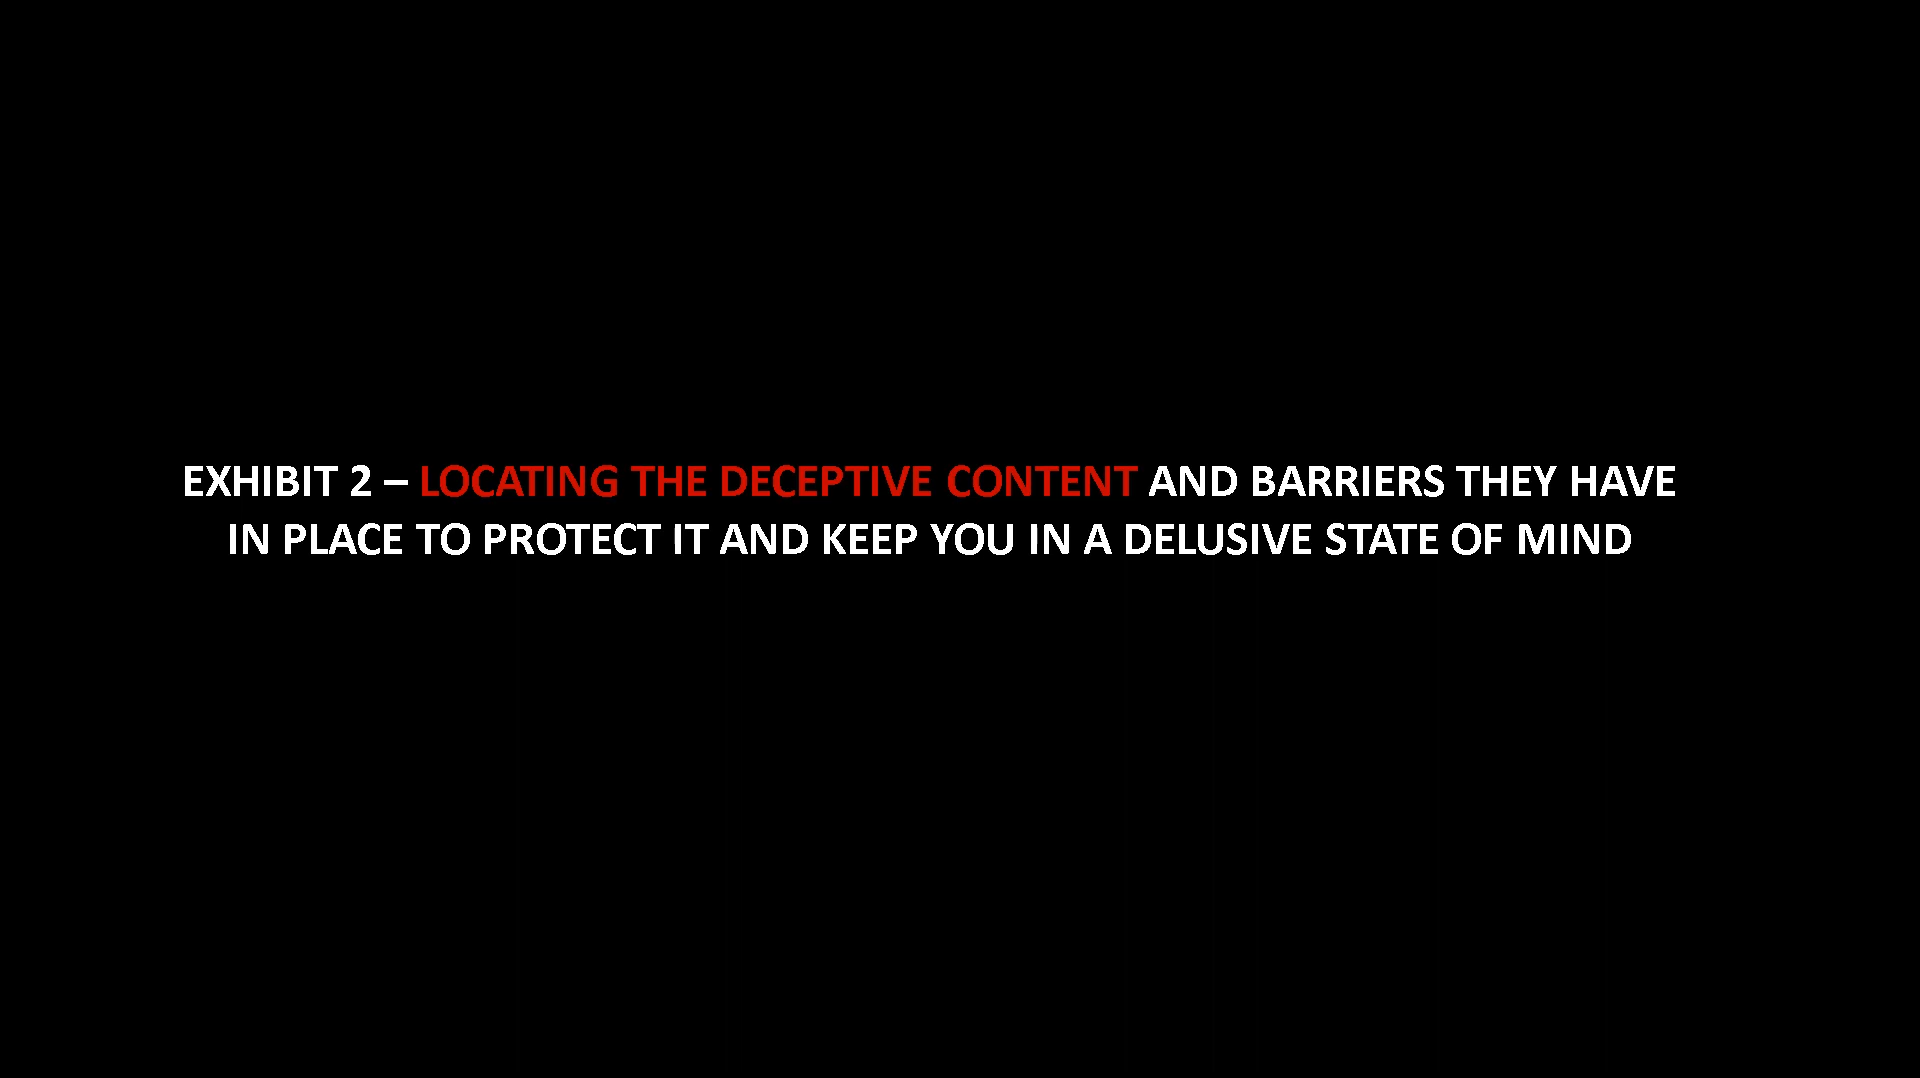 EXHIBIT 2 – LOCATING THE DECEPTIVE CONTENT AND BARRIERS THEY HAVE
IN PLACE TO PROTECT IT AND KEEP YOU IN A DELUSIVE STATE OF MIND